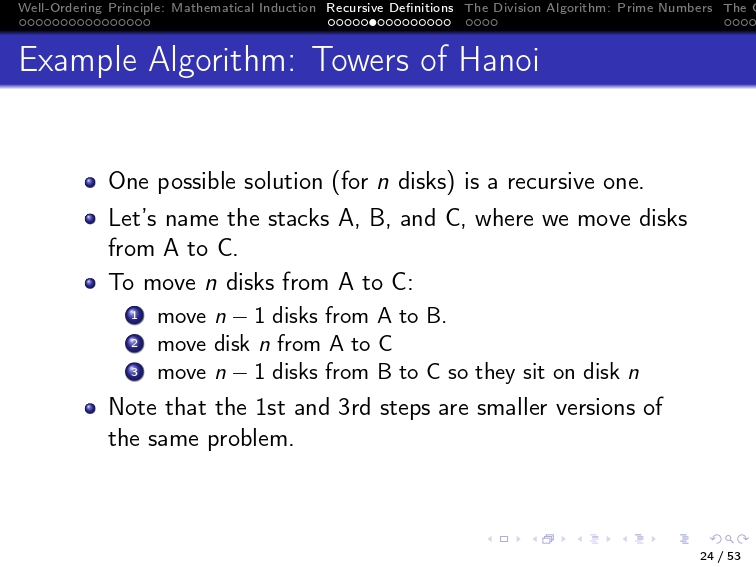 Well-Ordering Principle: Mathematical Induction Recursive Definitions The Division Algorithm: Prime Numbers The
Example Algorithm: Towers of Hanoi
One possible solution (for n disks) is a recursive one.
Let's name the stacks A, B, and C, where we move disks
from A to C.
To move n disks from A to C:
1 move n − 1 disks from A to B.
2 move disk n from A to C
3 move n − 1 disks from B to C so they sit on disk n
Note that the 1st and 3rd steps are smaller versions of
the same problem.
24 / 53